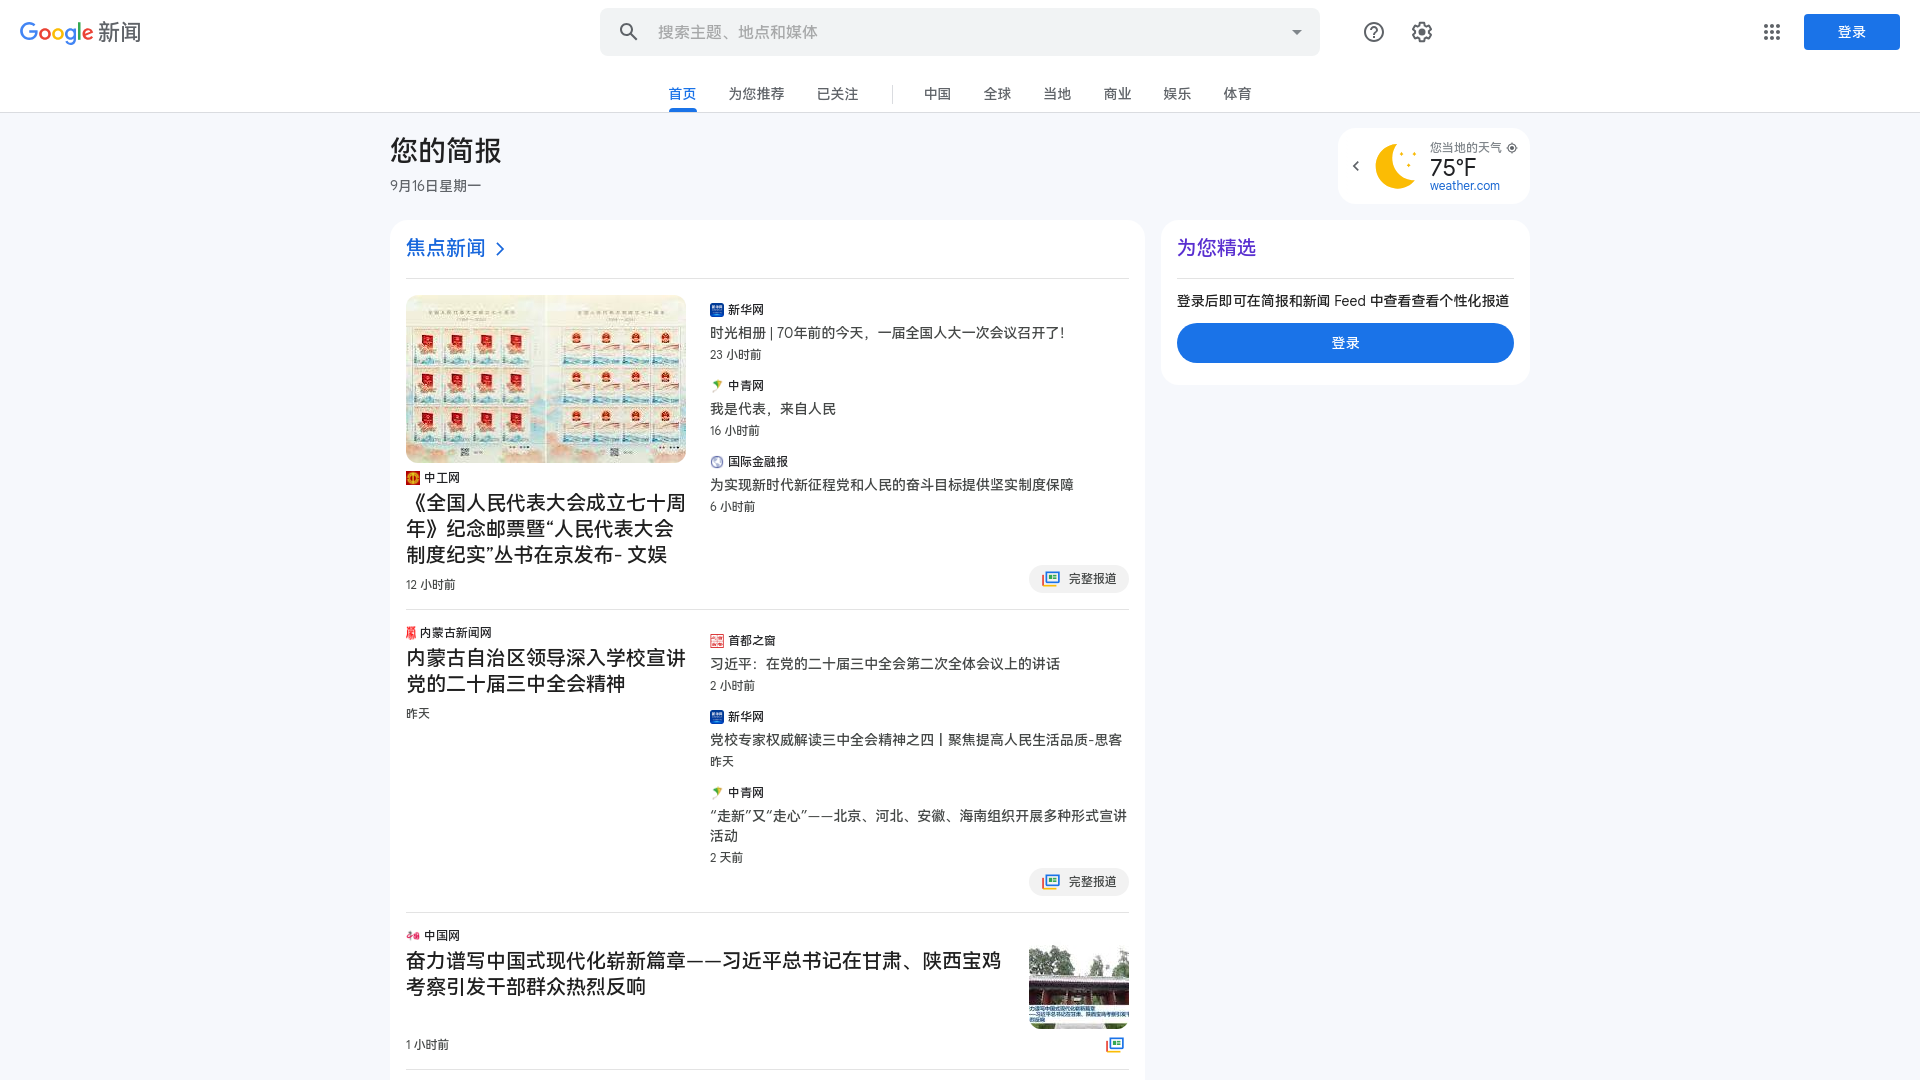 Google 新闻
搜索主题、地点和媒体
登录
首页
为您推荐
已关注
中国
全球
当地
商业
娱乐
体育
您的简报
9月16日星期一
您当地的天气
75°F
weather.com
焦点新闻
中工网
《全国人民代表大会成立七十周
年》纪念邮票暨“人民代表大会
制度纪实”丛书在京发布- 文娱
12 小时前
新华网
时光相册 | 70年前的今天，一届全国人大一次会议召开了！
23 小时前
中青网
我是代表，来自人民
16 小时前
国际金融报
为实现新时代新征程党和人民的奋斗目标提供坚实制度保障
6 小时前
完整报道
内蒙古新闻网
内蒙古自治区领导深入学校宣讲
党的二十届三中全会精神
昨天
首都之窗
习近平：在党的二十届三中全会第二次全体会议上的讲话
2 小时前
新华网
党校专家权威解读三中全会精神之四丨聚焦提高人民生活品质-思客
昨天
中青网
“走新”又“走心”——北京、河北、安徽、海南组织开展多种形式宣讲
活动
2 天前
完整报道
中国网
奋力谱写中国式现代化崭新篇章——习近平总书记在甘肃、陕西宝鸡
考察引发干部群众热烈反响
1 小时前
为您精选
登录后即可在简报和新闻 Feed 中查看查看个性化报道
登录